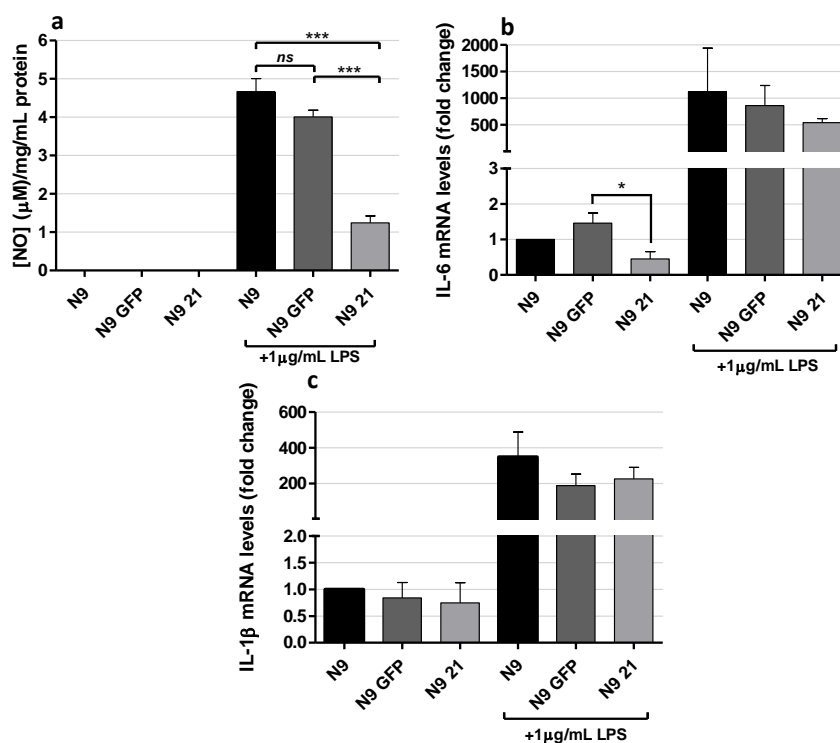 a
[NO] (μM)/mg/mL protein
6
5
4
3
2
1
0
***
ns
***
N9
N9 GFP
N9 21
N9
N9 GFP
N9 21
+1μg/mL LPS
b
IL-6 mRNA levels (fold change)
2000
1500
1000
500
3
2
1
0
*
N9
N9 GFP
N9 21
N9
N9 GFP
N9 21
+1μg/mL LPS
c
IL-1β mRNA levels (fold change)
600
400
200
2.0
1.5
1.0
0.5
0.0
N9
N9 GFP
N9 21
N9
N9 GFP
N9 21
+1μg/mL LPS